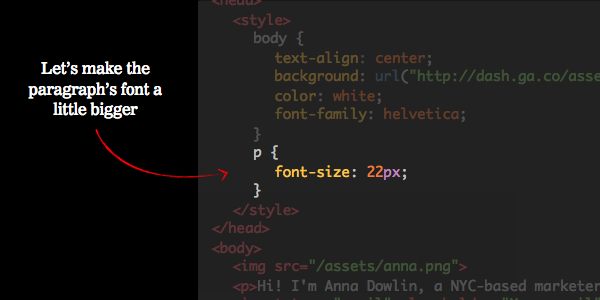 Let's make the
paragraph's font a
little bigger
<head>
<style>
body {
text-align: center;
background: url("http://dash.ga.co/asse
color: white;
font-family: helvetica;
}
p {
font-size: 22px;
}
</style>
</head>
<body>
<img src="/assets/anna.png">
<p>Hi! I'm Anna Dowlin, a NYC-based marketer